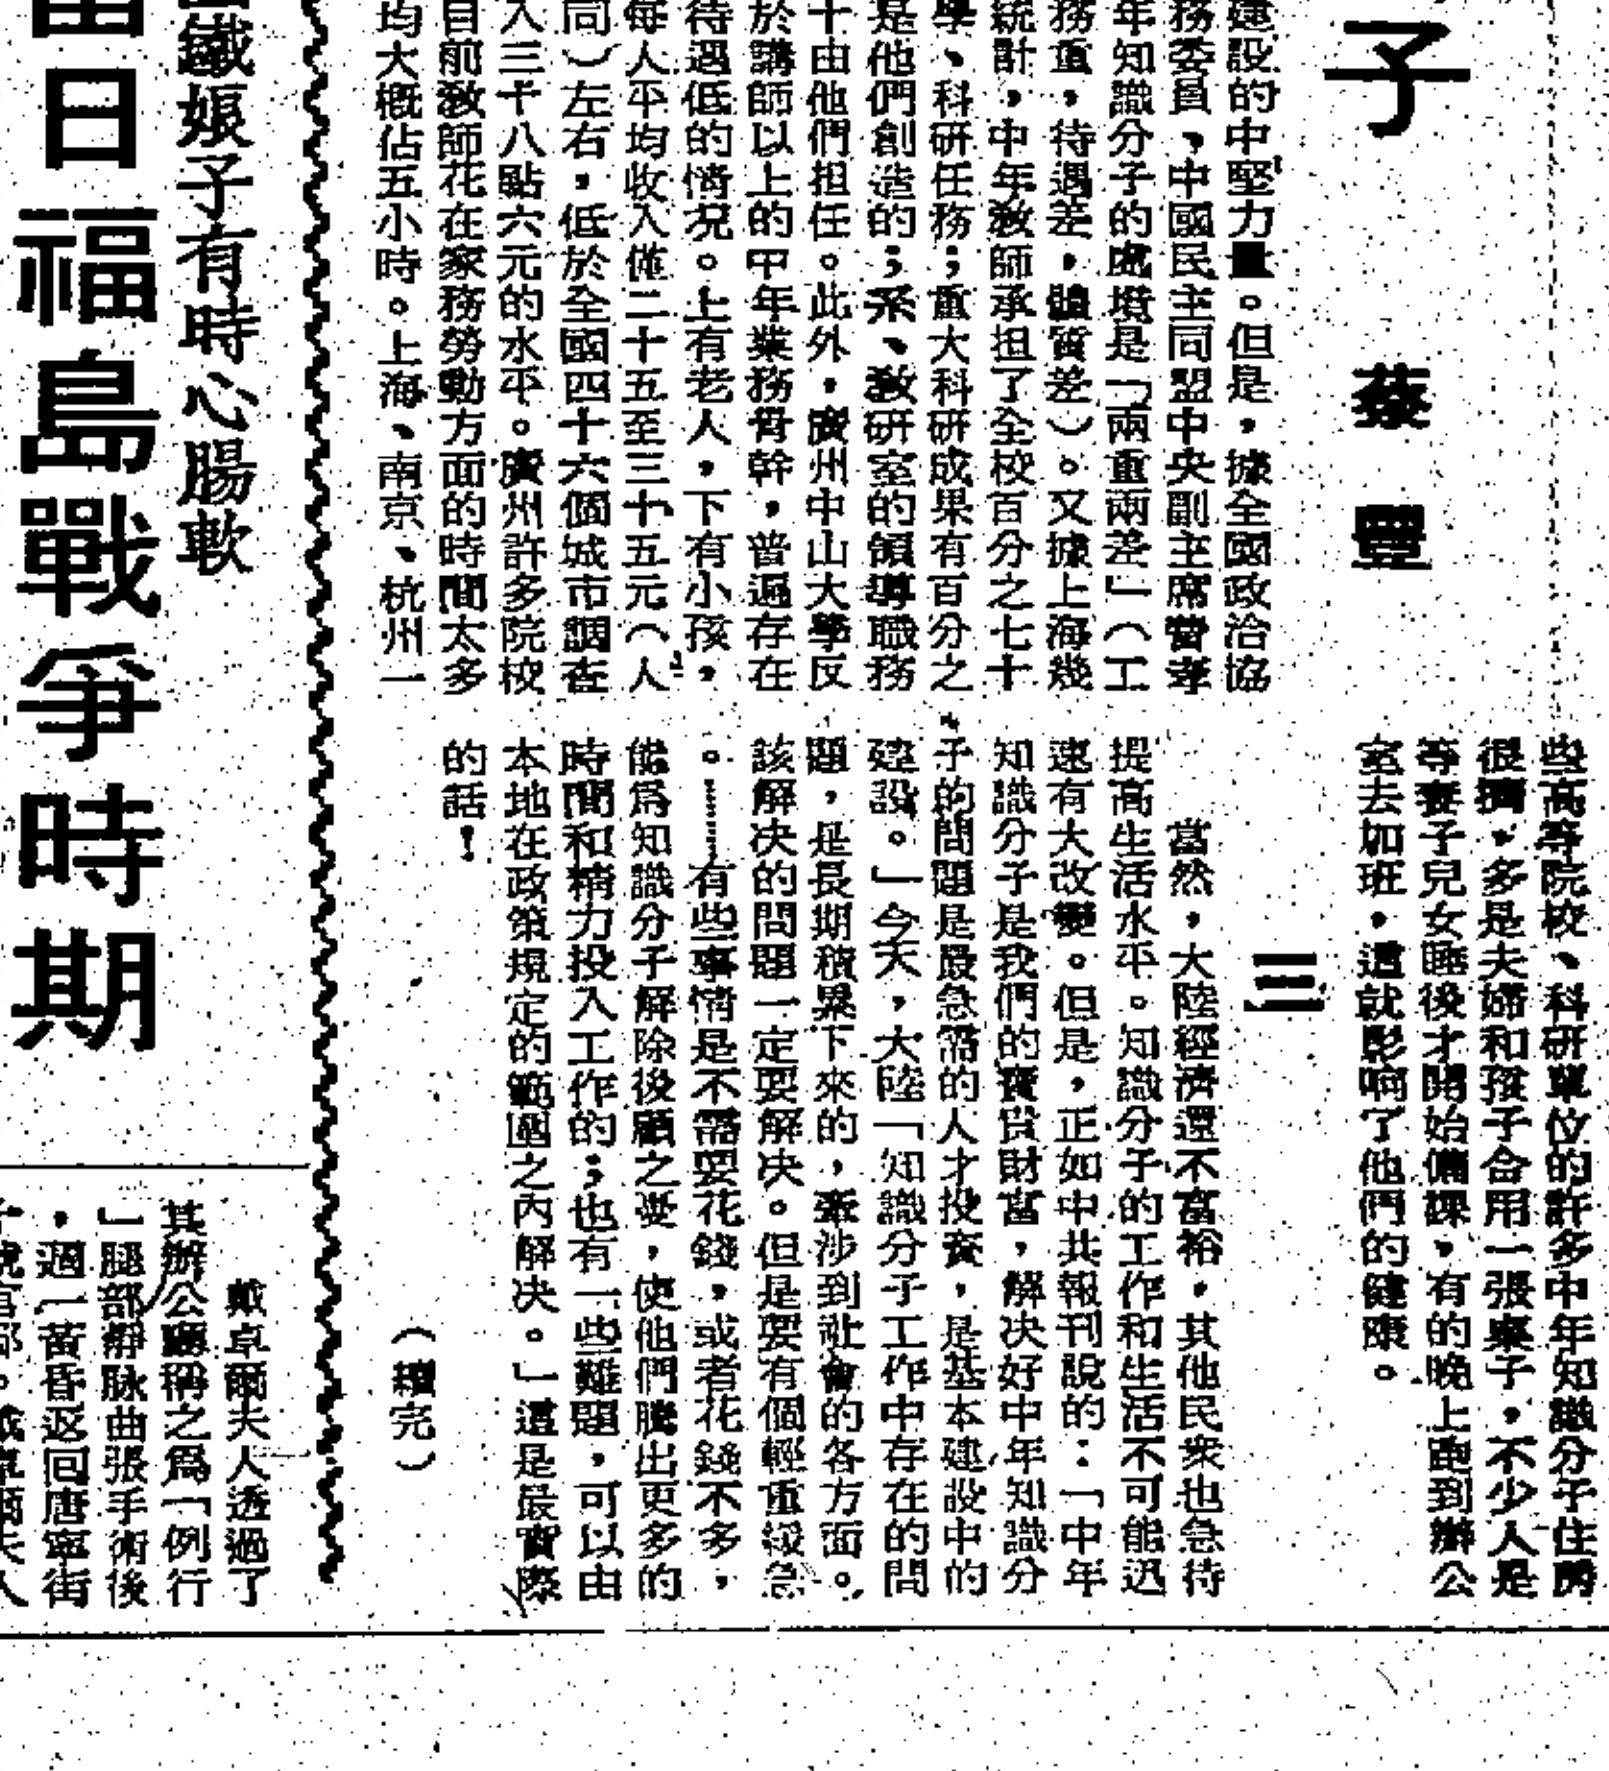 子
蔡豐
建設的中堅力量。但是，據全國政治協
務委員、中國民主同盟中央副主席曾孝
年知識分子的處境是「兩重兩差」（工
務重，待遇差，體質差）。又據上海幾
統計，中年教師承担了全校百分之七十
學、科研任務；重大科研成果有百分之
是他們創造的；系、教研室的領導職務
十由他們担任。此外，廣州中山大學反
於講師以上的中年業務骨幹，普遍存在
待遇低的情況。上有老人，下有小孩，
每人平均收入僅二十五至三十五元（人
同）左右，低於全國四十六個城市調查
入三十八點六元的水平。廣州許多院校
目前教師花在家務勞動方面的時間太多
均大概佔五小時。上海、南京、杭州一
些高等院校、科研單位的許多中年知識分子住房
很擠，多是夫婦和孩子合用一張桌子，不少人是
等妻子兒女睡後才開始備課，有的晚上跑到辦公
室去加班，這就影响了他們的健康。
三
當然，大陸經濟還不富裕，其他民衆也急待
提高生活水平。知識分子的工作和生活不可能迅
速有大改變。但是，正如中共報刊說的：「中年
知識分子是我們的寶貴財富，解決好中年知識分
子的問題是最急需的人才投資，是基本建設中的
建設。」今天，大陸「知識分子工作中存在的問
題，是長期積累下來的，牽涉到社會的各方面。
該解决的問題一定要解决。但是要有個輕重緩急
。……有些事情是不需要花錢，或者花錢不多，
能爲知識分子解除後顧之憂，使他們騰出更多的
時間和精力投入工作的；也有一些難題，可以由
本地在政策規定的範圍之内解决。」這是最實際
的話！
（續完）
鐵娘子有時心腸軟
當日福島戰爭時期
戴卓爾夫人透過了
其辦公廳稱之爲「例行
」腿部靜脉曲張手術後
，週一黃昏返回唐寧街